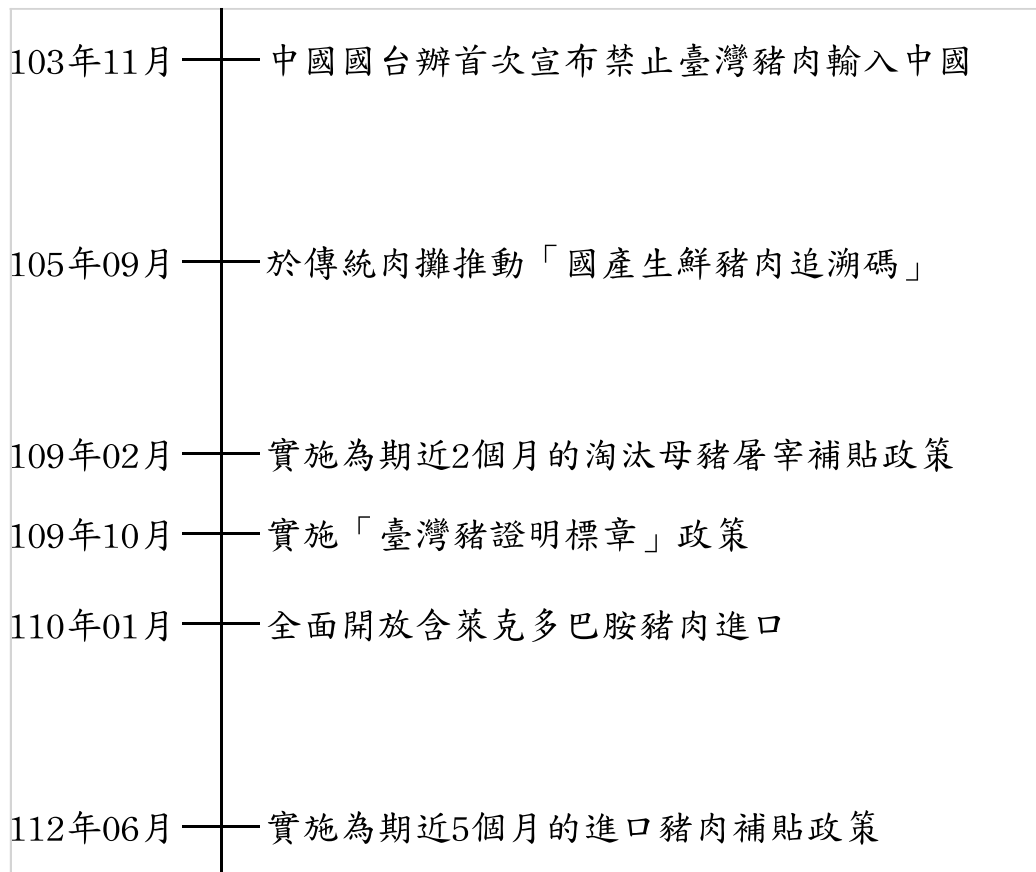 103年11月 中國國台辦首次宣布禁止臺灣豬肉輸入中國
105年09月 於傳統肉攤推動「國產生鮮豬肉追溯碼」
109年02月 實施為期近2個月的淘汰母豬屠宰補貼政策
109年10月 實施「臺灣豬證明標章」政策
110年01月 全面開放含萊克多巴胺豬肉進口
112年06月 實施為期近5個月的進口豬肉補貼政策